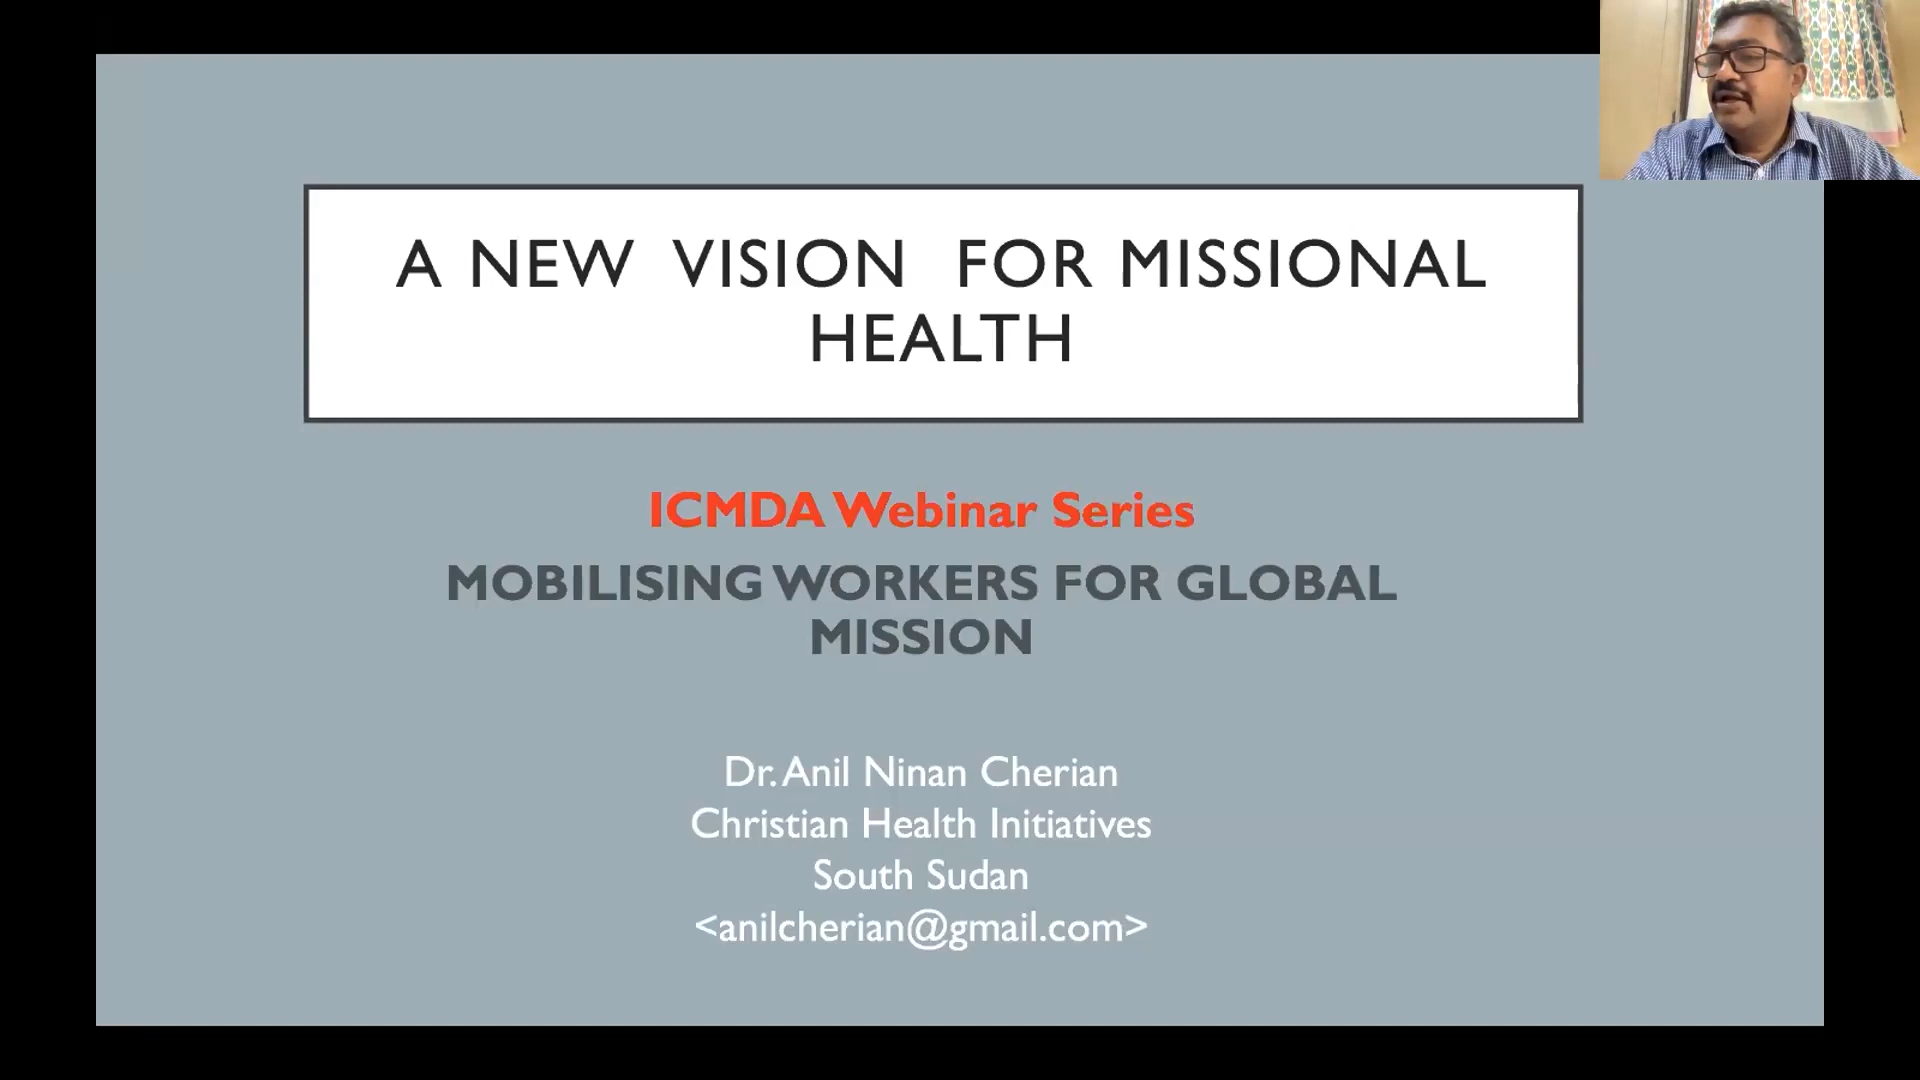 A NEW VISION FOR MISSIONAL
HEALTH
ICMDA Webinar Series
MOBILISING WORKERS FOR GLOBAL
MISSION
Dr. Anil Ninan Cherian
Christian Health Initiatives
South Sudan
<anilcherian@gmail.com>